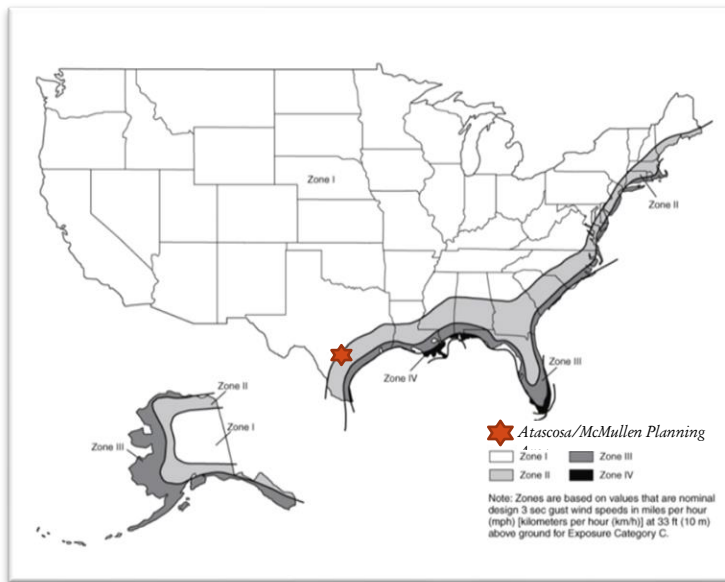 Zone I
Zone II
Zone III
Zone IV
Zone II
Zone I
Zone III
Atascosa/McMullen Planning
Zone I
Zone III
Zone II
Zone IV
Note: Zones are based on values that are nominal
design 3 sec gust wind speeds in miles per hour
(mph) [kilometers per hour (km/h)] at 33 ft (10 m)
above ground for Exposure Category C.